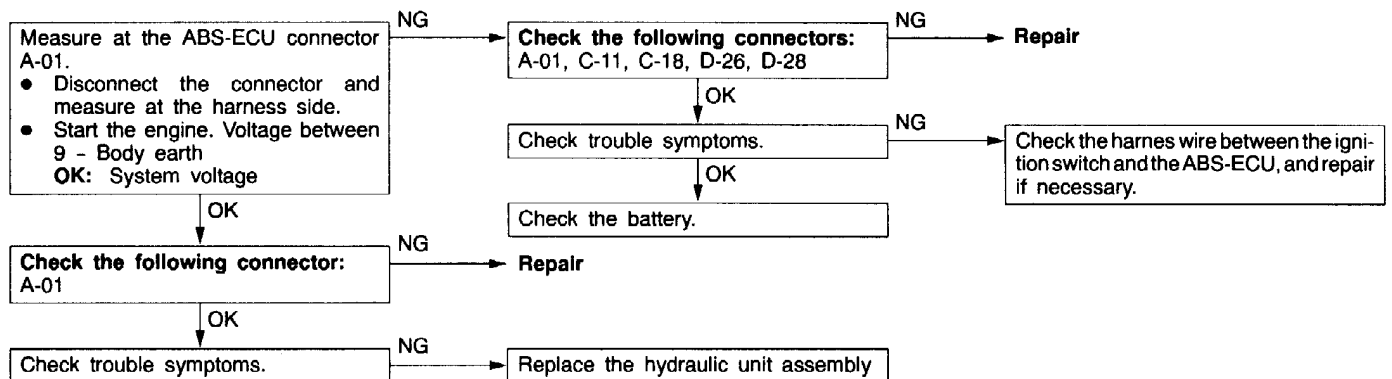 Measure at the ABS-ECU connector
A-01.
● Disconnect the connector and
measure at the harness side.
● Start the engine. Voltage between
9 – Body earth
OK: System voltage
NG
Check the following connectors:
A-01, C-11, C-18, D-26, D-28
NG
Repair
OK
Check trouble symptoms.
NG
Check the harnes wire between the igni-
tion switch and the ABS-ECU, and repair
if necessary.
OK
Check the battery.
OK
Check the following connector:
A-01
NG
Repair
OK
Check trouble symptoms.
NG
Replace the hydraulic unit assembly